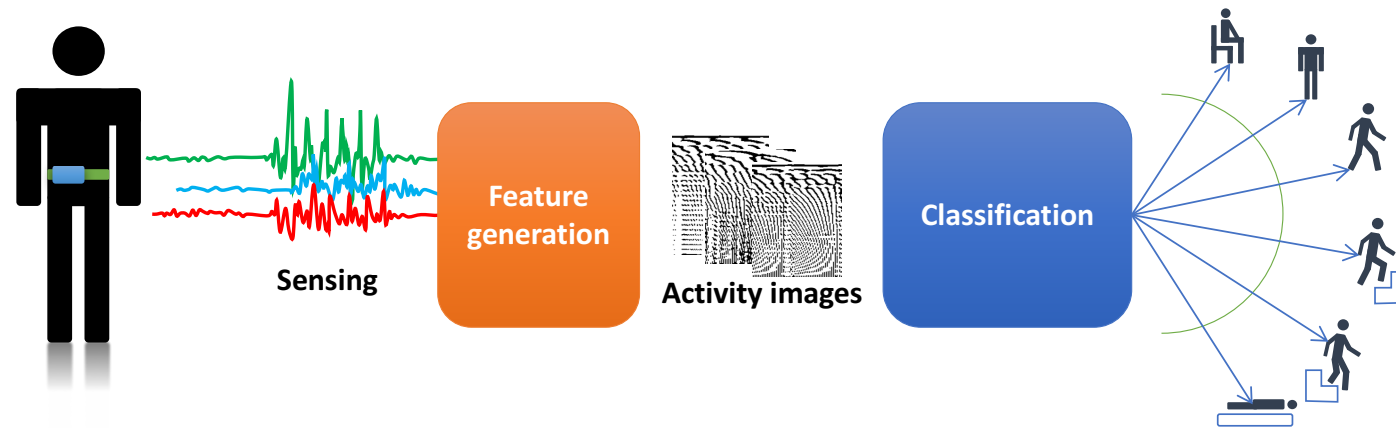 Sensing
Feature
generation
Activity images
Classification